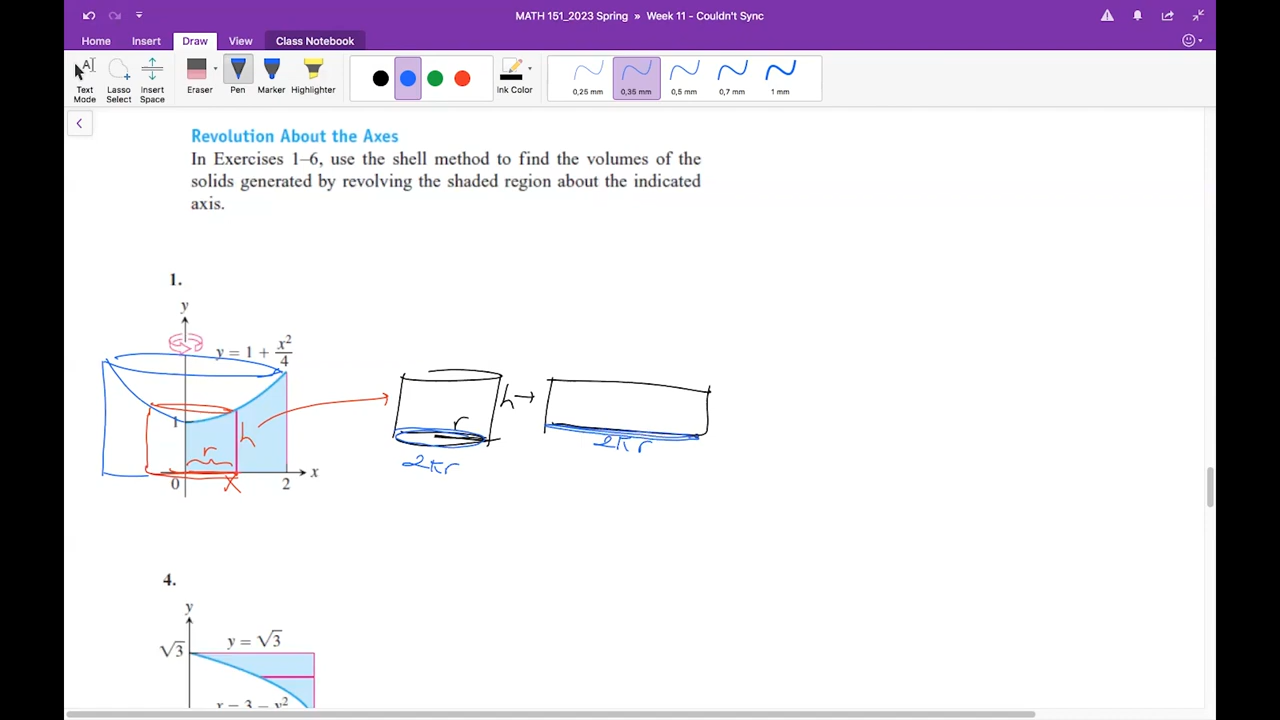 MATH 151_2023 Spring » Week 11 - Couldn't Sync
Home Insert Draw View Class Notebook
Text Mode
Lasso Select
Insert Space
Eraser
Pen
Marker
Highlighter
Ink Color
0,25 mm
0,35 mm
0,5 mm
0,7 mm
1 mm
Revolution About the Axes
In Exercises 1–6, use the shell method to find the volumes of the
solids generated by revolving the shaded region about the indicated
axis.
1.
y
y = 1 + x²/4
1
r
h
0
x
2
x
r
h →
2πr
2πr
4.
y
√3
y = √3
x = 3 − y²